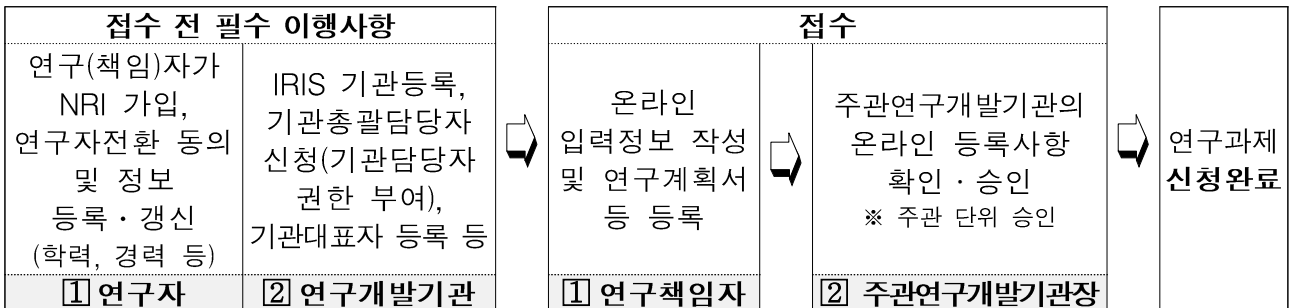 접수 전 필수 이행사항
연구(책임)자가
NRI 가입,
연구자전환 동의
및 정보
등록·갱신
(학력, 경력 등)
1 연구자
IRIS 기관등록,
기관총괄담당자
신청(기관담당자
권한 부여),
기관대표자 등록 등
2 연구개발기관
접수
온라인
입력정보 작성
및 연구계획서
등 등록
1 연구책임자
주관연구개발기관의
온라인 등록사항
확인·승인
※ 주관 단위 승인
2 주관연구개발기관장
연구과제
신청완료